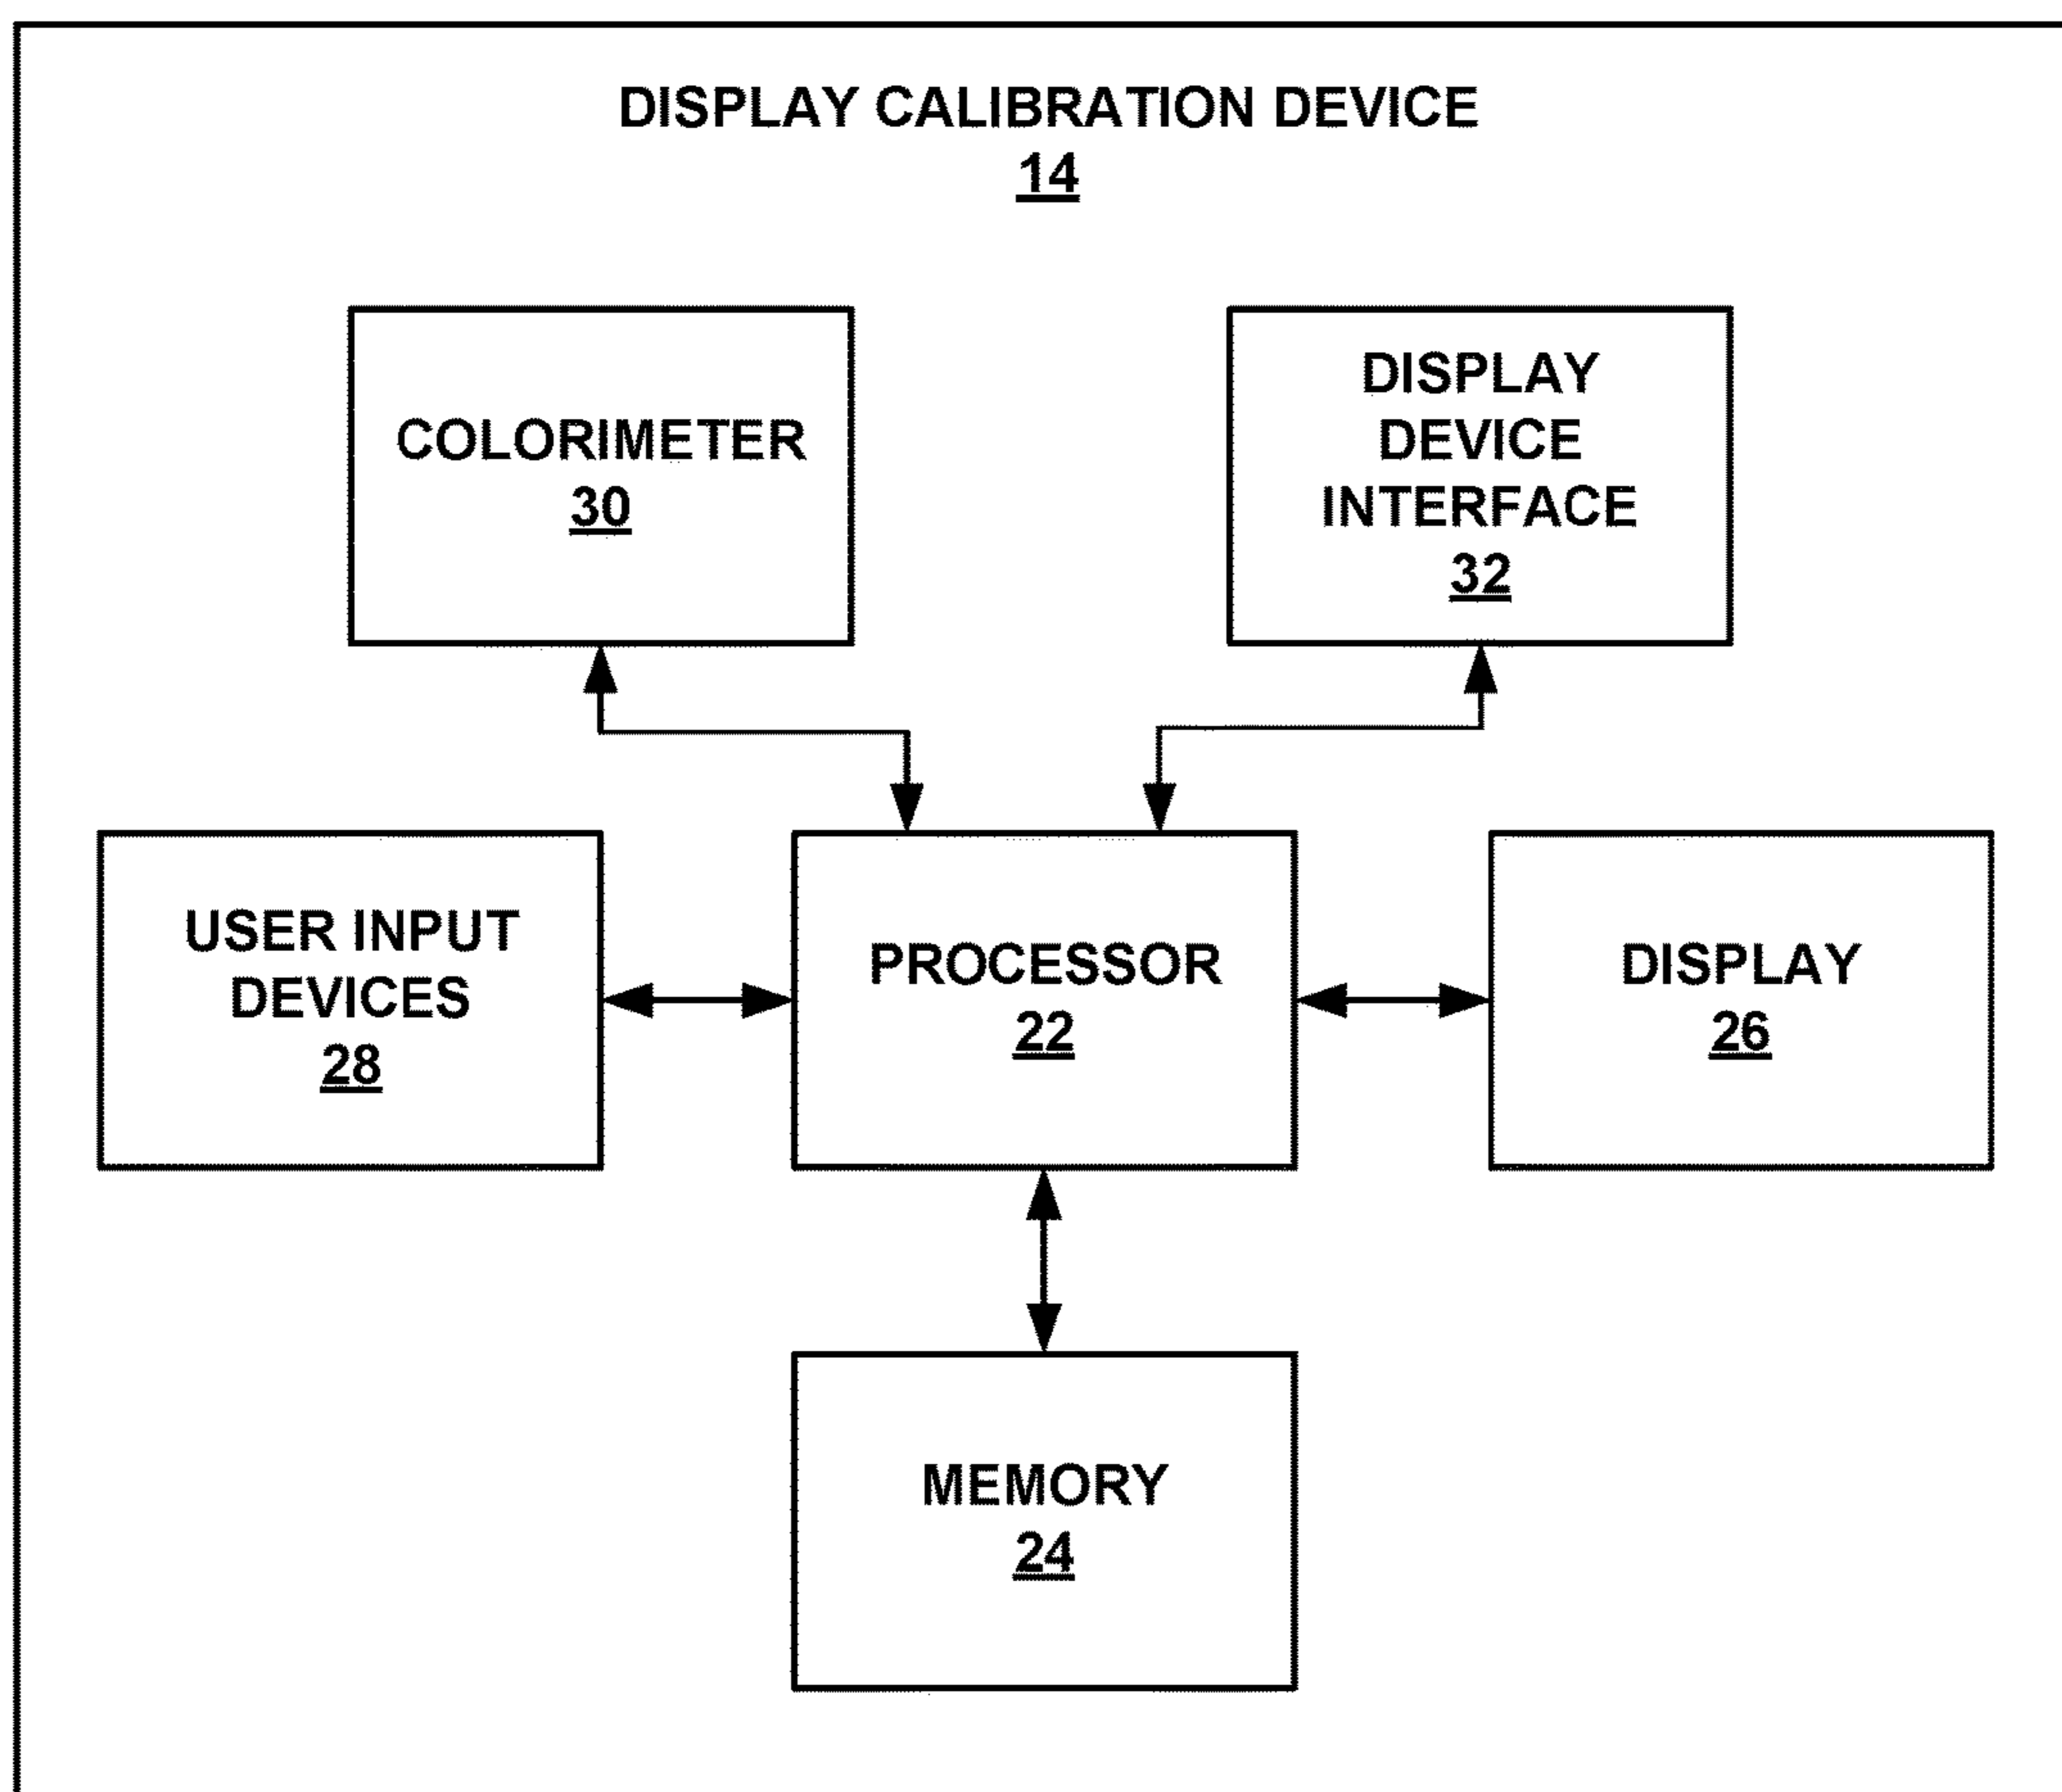 DISPLAY CALIBRATION DEVICE
14
COLORIMETER
30
DISPLAY
DEVICE
INTERFACE
32
USER INPUT
DEVICES
28
PROCESSOR
22
DISPLAY
26
MEMORY
24